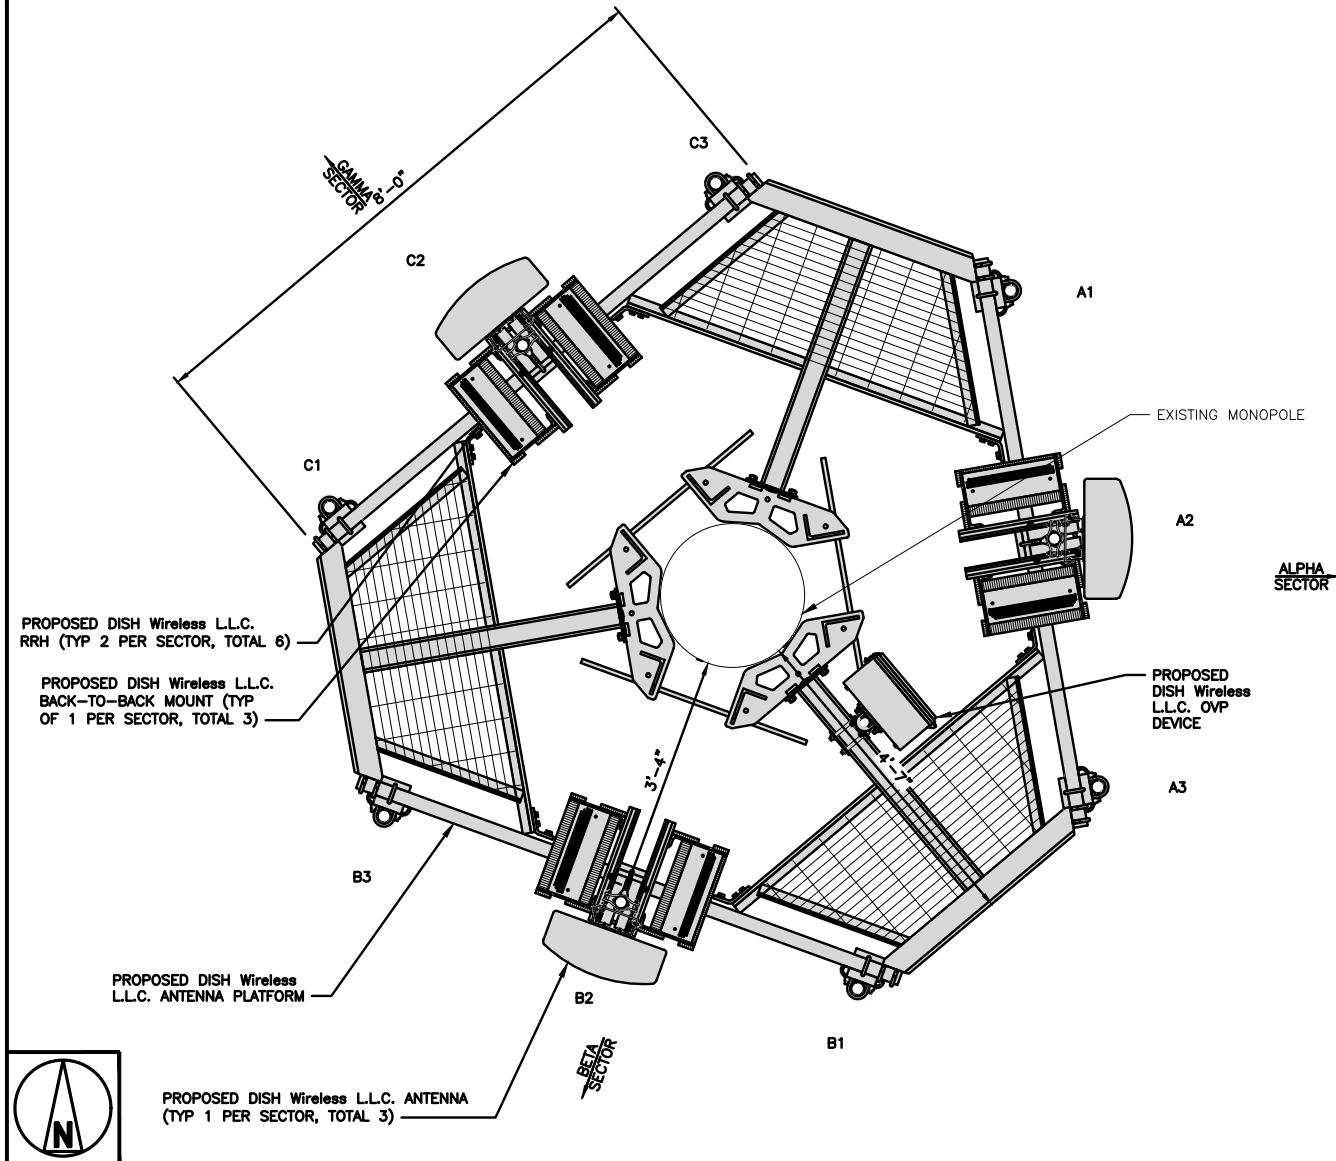 C3
GAMMA
SECTOR
8'-0"
C2
A1
EXISTING MONOPOLE
C1
A2
ALPHA
SECTOR
PROPOSED DISH Wireless L.L.C.
RRH (TYP 2 PER SECTOR, TOTAL 6)
PROPOSED DISH Wireless L.L.C.
BACK-TO-BACK MOUNT (TYP
OF 1 PER SECTOR, TOTAL 3)
PROPOSED
DISH Wireless
L.L.C. OVP
DEVICE
3'-4"
4'-7"
A3
B3
PROPOSED DISH Wireless
L.L.C. ANTENNA PLATFORM
B2
B1
BETA
SECTOR
PROPOSED DISH Wireless L.L.C. ANTENNA
(TYP 1 PER SECTOR, TOTAL 3)
N